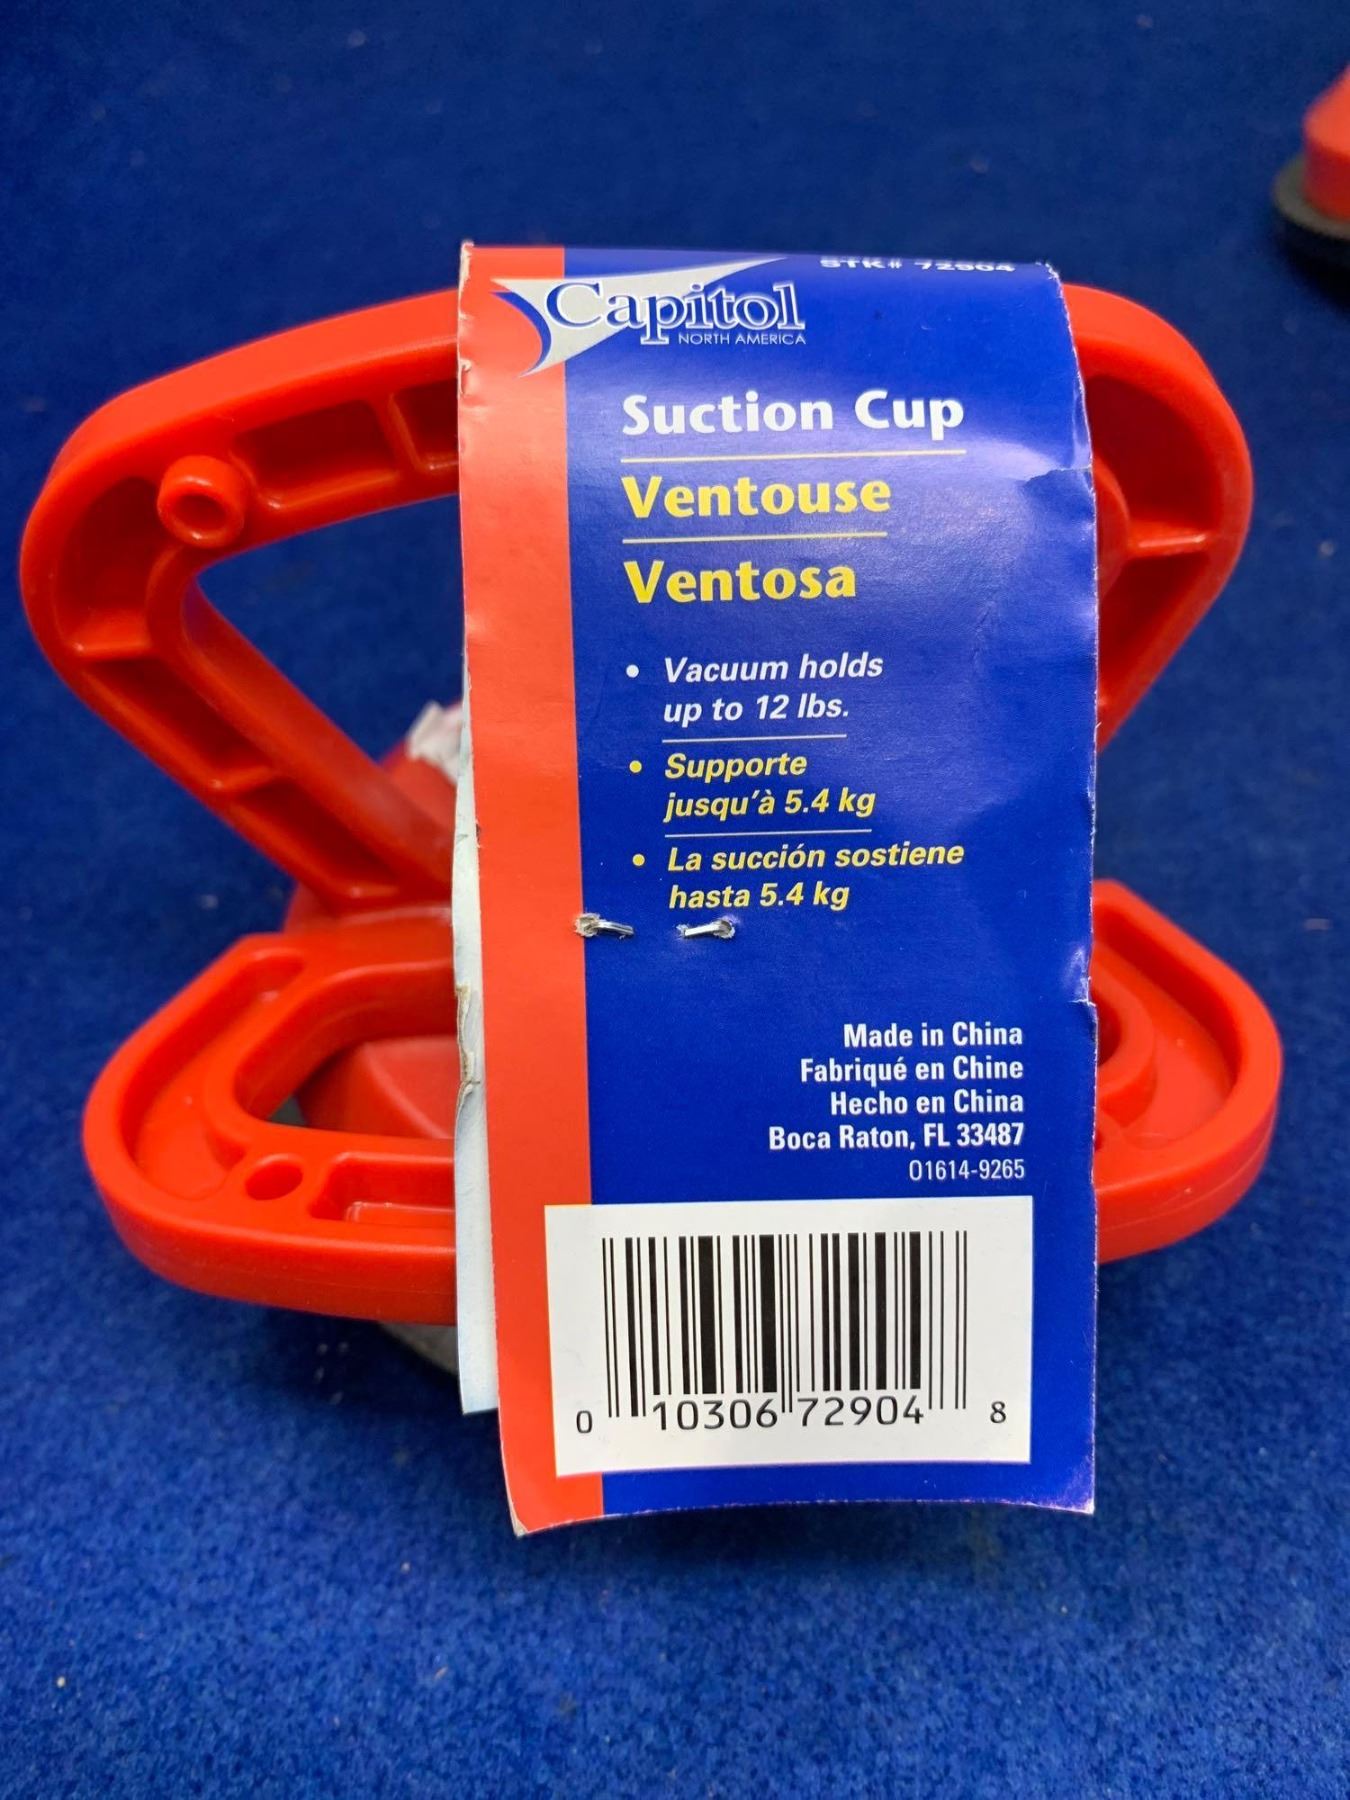 STK# 72904
Capitol
NORTH AMERICA
Suction Cup
Ventouse
Ventosa
• Vacuum holds
up to 12 lbs.
• Supporte
jusqu'à 5.4 kg
• La succión sostiene
hasta 5.4 kg
Made in China
Fabriqué en Chine
Hecho en China
Boca Raton, FL 33487
01614-9265
0 10306 72904 8